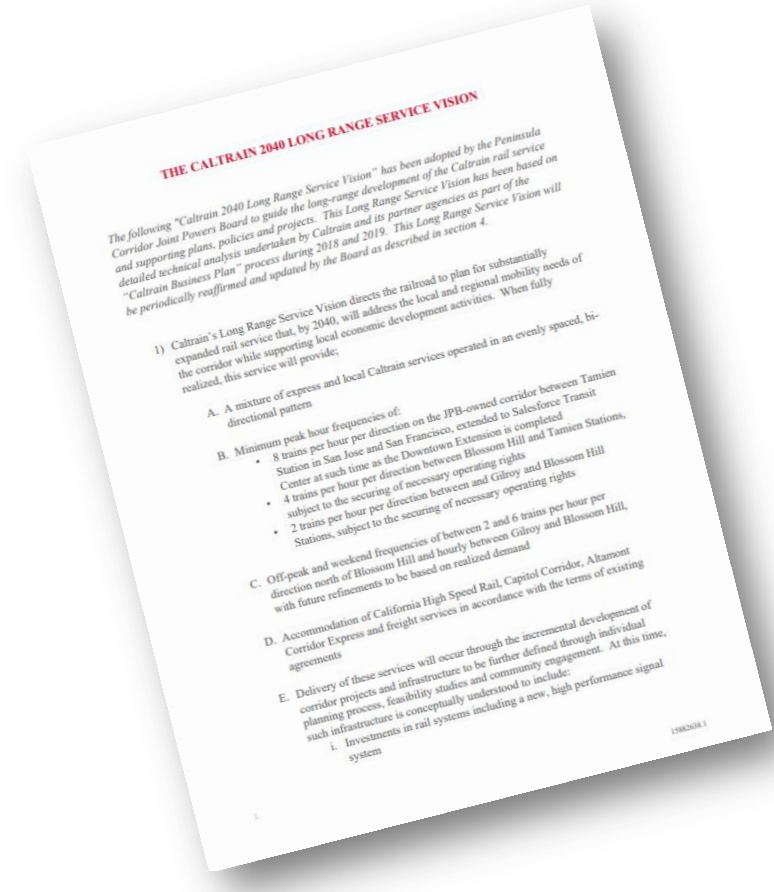 THE CALTRAIN 2040 LONG RANGE SERVICE VISION
The following "Caltrain 2040 Long Range Service Vision" has been adopted by the Peninsula
Corridor Joint Powers Board to guide the long-range development of the Caltrain rail service
and supporting plans, policies and projects. This Long Range Service Vision has been based on
detailed technical analysis undertaken by Caltrain and its partner agencies as part of the
"Caltrain Business Plan" process during 2018 and 2019. This Long Range Service Vision will
be periodically reaffirmed and updated by the Board as described in section 4.
1) Caltrain's Long Range Service Vision directs the railroad to plan for substantially
expanded rail service that, by 2040, will address the local and regional mobility needs of
the corridor while supporting local economic development activities. When fully
realized, this service will provide;
A. A mixture of express and local Caltrain services operated in an evenly spaced, bi-
directional pattern
B. Minimum peak hour frequencies of:
• 8 trains per hour per direction on the JPB-owned corridor between Tamien
Station in San Jose and San Francisco, extended to Salesforce Transit
Center at such time as the Downtown Extension is completed
• 4 trains per hour per direction between Blossom Hill and Tamien Stations,
subject to the securing of necessary operating rights
• 2 trains per hour per direction between and Gilroy and Blossom Hill
Stations, subject to the securing of necessary operating rights
C. Off-peak and weekend frequencies of between 2 and 6 trains per hour per
direction north of Blossom Hill and hourly between Gilroy and Blossom Hill,
with future refinements to be based on realized demand
D. Accommodation of California High Speed Rail, Capitol Corridor, Altamont
Corridor Express and freight services in accordance with the terms of existing
agreements
E. Delivery of these services will occur through the incremental development of
corridor projects and infrastructure to be further defined through individual
planning process, feasibility studies and community engagement. At this time,
such infrastructure is conceptually understood to include:
i. Investments in rail systems including a new, high performance signal
system
15882638.1